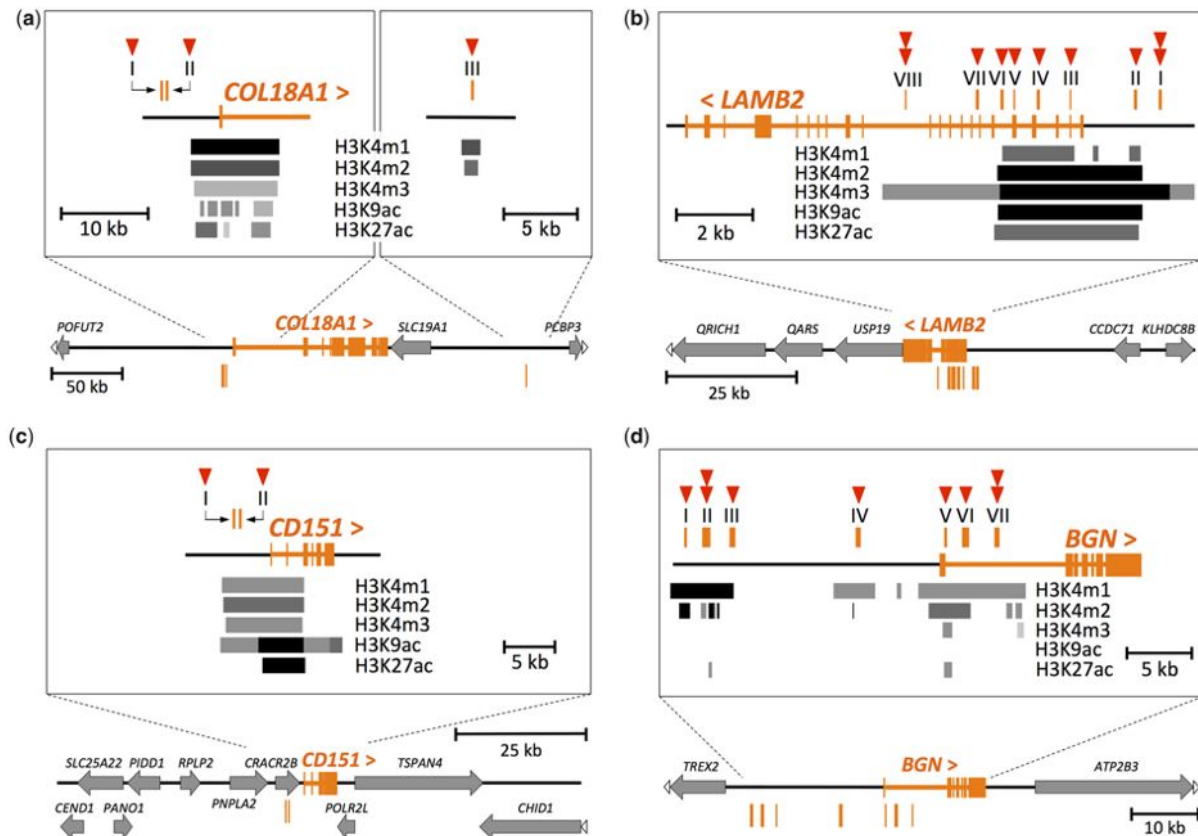 (a)
I II III
COL18A1 >
H3K4m1
H3K4m2
H3K4m3
H3K9ac
H3K27ac
10 kb 5 kb
POFUT2 COL18A1 > SLC19A1 PCBP3
50 kb
(b)
VIII VII VI V IV III II I
< LAMB2
H3K4m1
H3K4m2
H3K4m3
H3K9ac
H3K27ac
2 kb
QRICH1 QARS USP19 < LAMB2 CCDC71 KLHDC8B
25 kb
(c)
I II
CD151 >
H3K4m1
H3K4m2
H3K4m3
H3K9ac
H3K27ac
5 kb
25 kb
SLC25A22 PIDD1 RPLP2 CRACR2B CD151 > TSPAN4
CEND1 PANO1 PNPLA2 POLR2L CHID1
(d)
I II III IV V VI VII
BGN >
H3K4m1
H3K4m2
H3K4m3
H3K9ac
H3K27ac
5 kb
TREX2 BGN > ATP2B3
10 kb